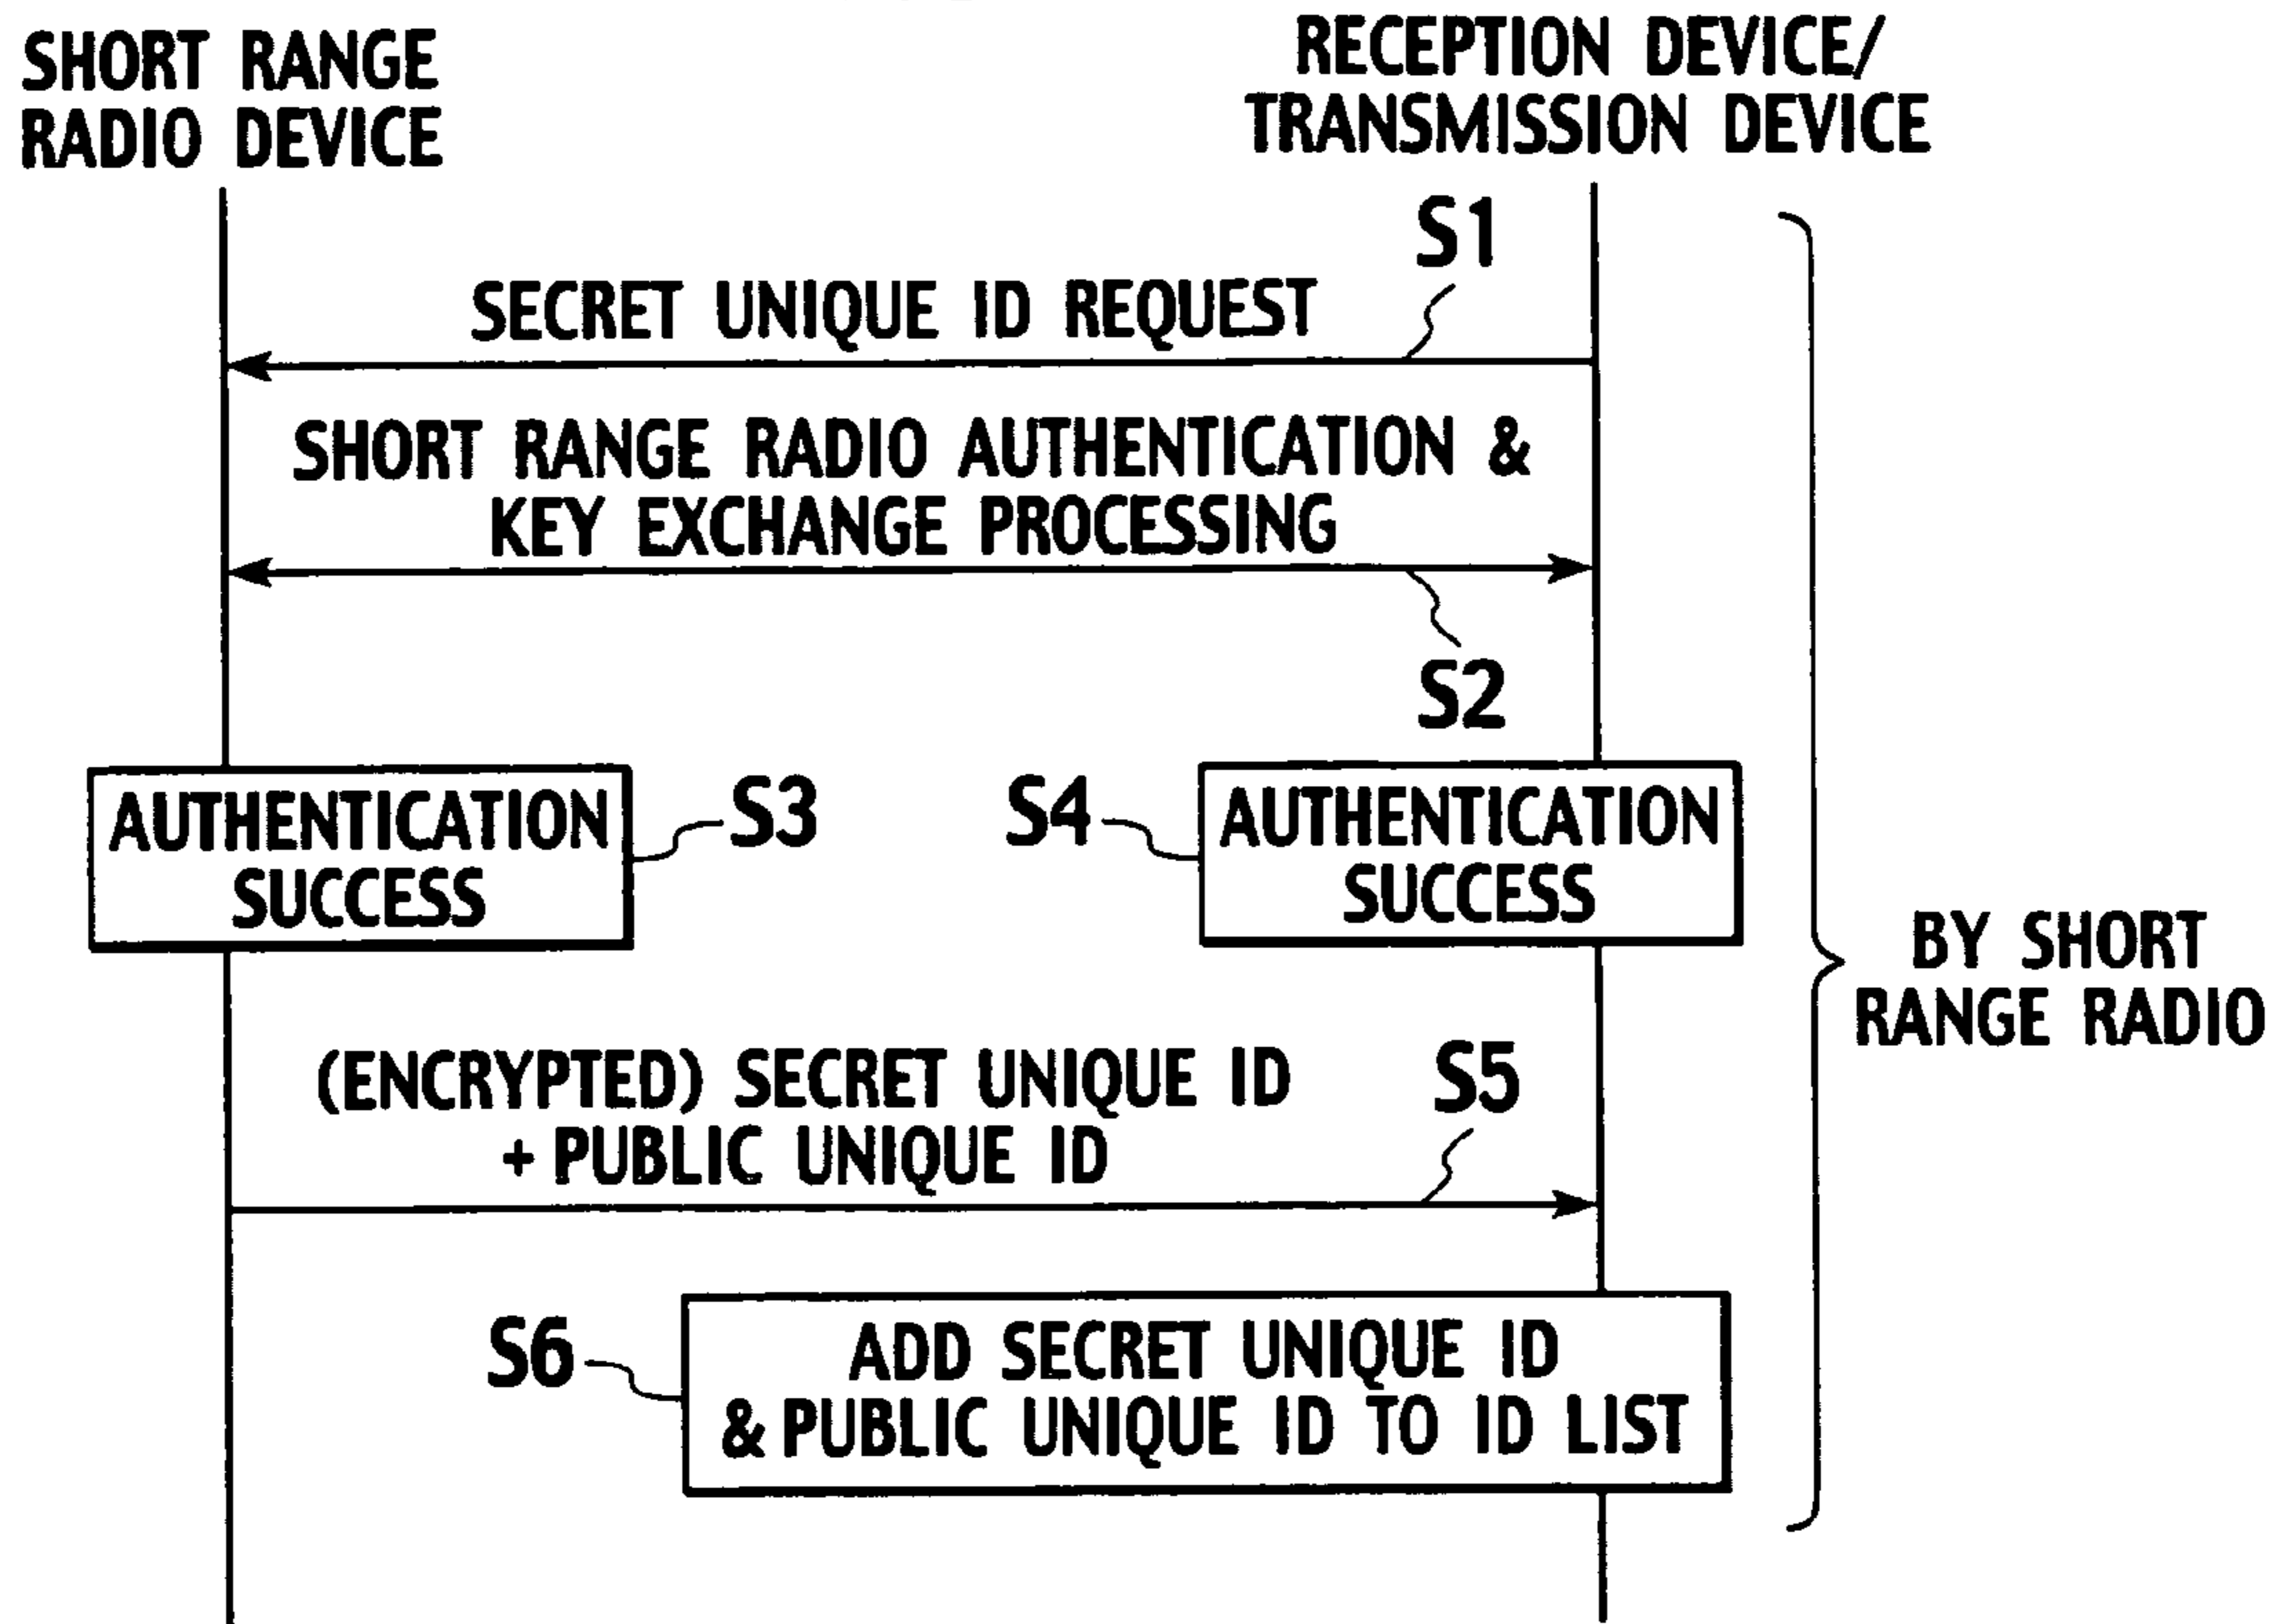 SHORT RANGE
RADIO DEVICE
RECEPTION DEVICE/
TRANSMISSION DEVICE
S1
SECRET UNIQUE ID REQUEST
SHORT RANGE RADIO AUTHENTICATION &
KEY EXCHANGE PROCESSING
S2
AUTHENTICATION
SUCCESS
S3
S4
AUTHENTICATION
SUCCESS
BY SHORT
RANGE RADIO
(ENCRYPTED) SECRET UNIQUE ID
+ PUBLIC UNIQUE ID
S5
S6
ADD SECRET UNIQUE ID
& PUBLIC UNIQUE ID TO ID LIST